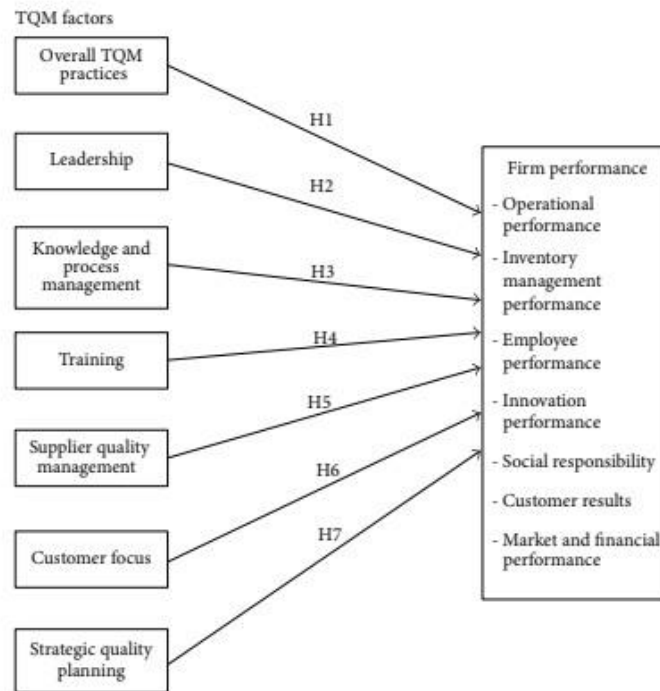 TQM factors
Overall TQM
practices
H1
Leadership
H2
Knowledge and
process
management
H3
Training
H4
Supplier quality
management
H5
Customer focus
H6
Strategic quality
planning
H7
Firm performance
- Operational
performance
- Inventory
management
performance
- Employee
performance
- Innovation
performance
- Social responsibility
- Customer results
- Market and financial
performance